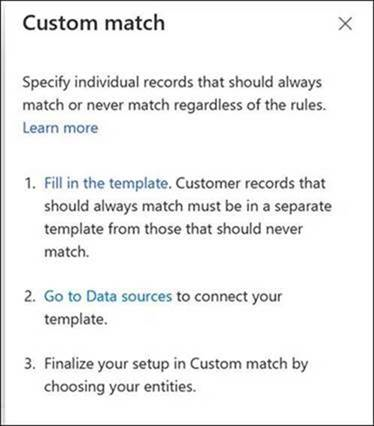 Custom match
Specify individual records that should always
match or never match regardless of the rules.
Learn more
1. Fill in the template. Customer records that
should always match must be in a separate
template from those that should never
match.
2. Go to Data sources to connect your
template.
3. Finalize your setup in Custom match by
choosing your entities.